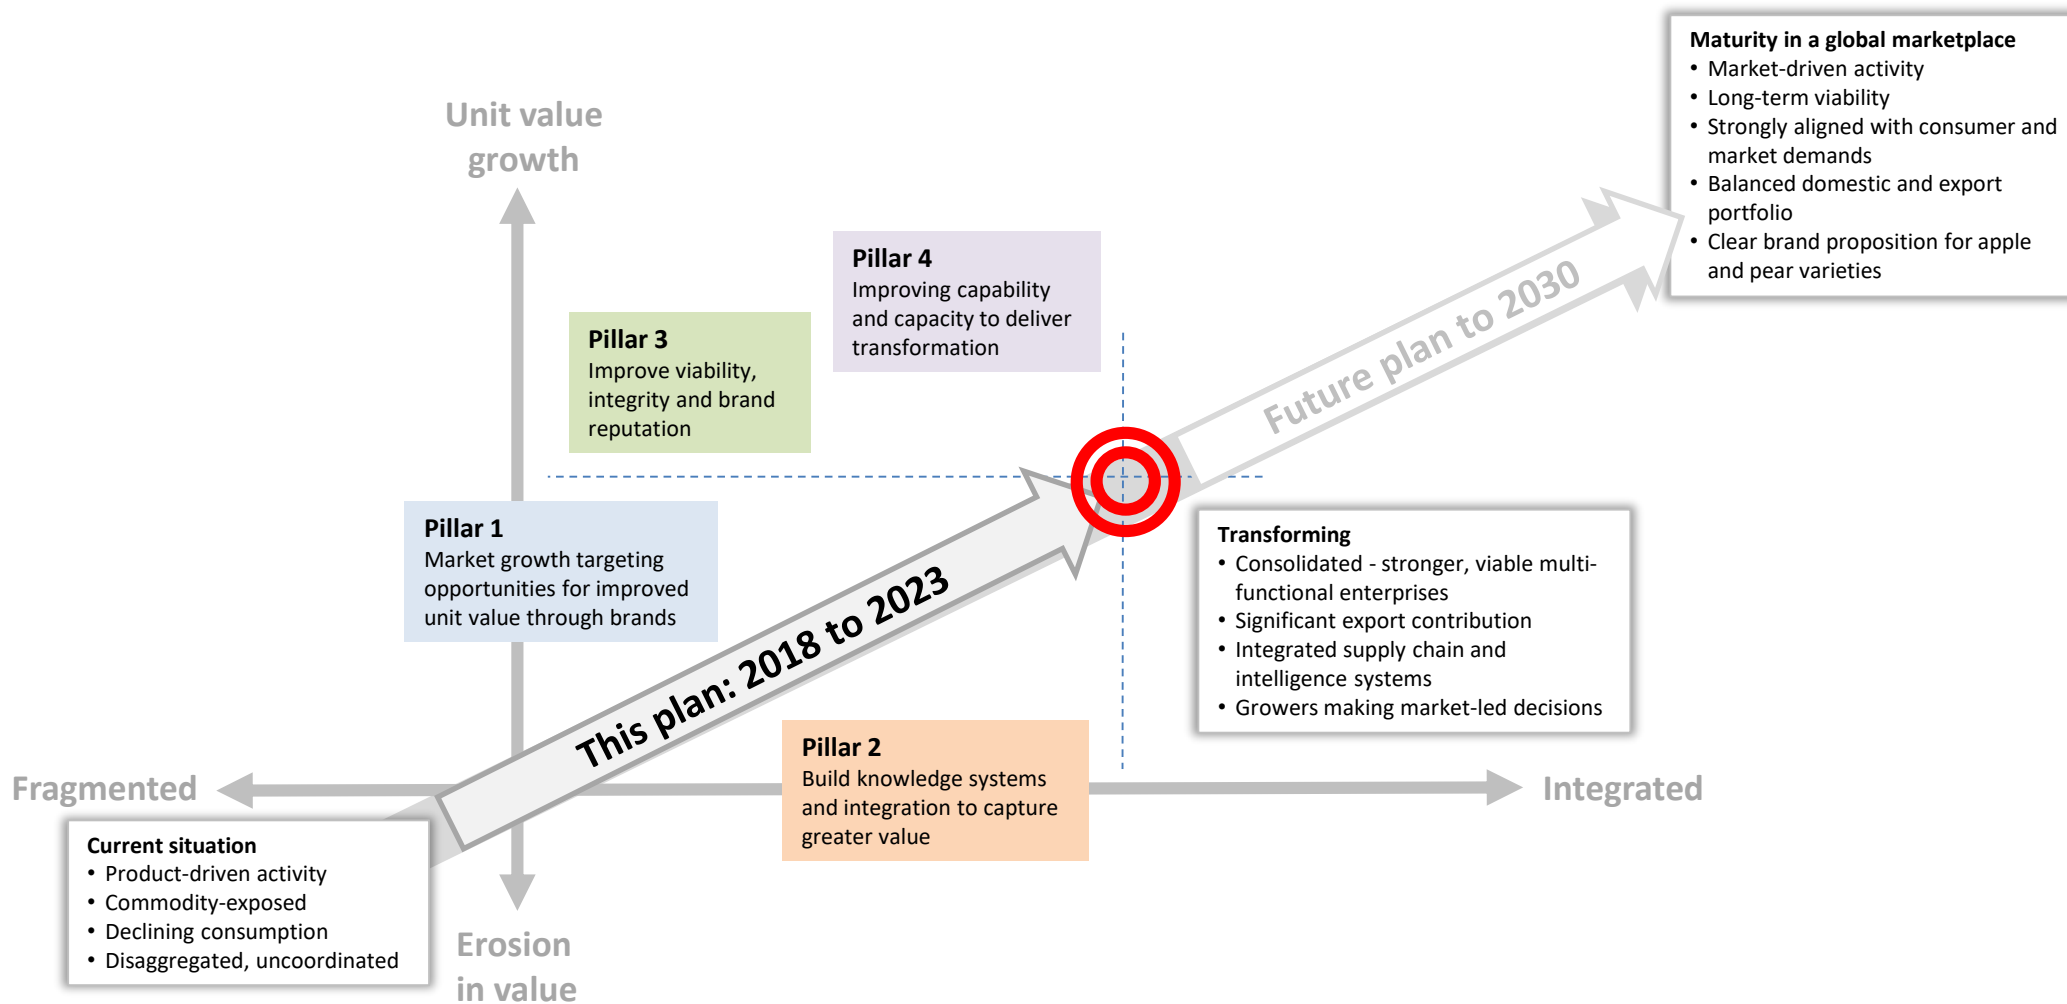 Maturity in a global marketplace
• Market-driven activity
• Long-term viability
• Strongly aligned with consumer and
market demands
• Balanced domestic and export
portfolio
• Clear brand proposition for apple
and pear varieties
Unit value
growth
Pillar 4
Improving capability
and capacity to deliver
transformation
Pillar 3
Improve viability,
integrity and brand
reputation
Future plan to 2030
Pillar 1
Market growth targeting
opportunities for improved
unit value through brands
This plan: 2018 to 2023
Transforming
• Consolidated - stronger, viable multi-
functional enterprises
• Significant export contribution
• Integrated supply chain and
intelligence systems
• Growers making market-led decisions
Pillar 2
Build knowledge systems
and integration to capture
greater value
Fragmented
Integrated
Current situation
• Product-driven activity
• Commodity-exposed
• Declining consumption
• Disaggregated, uncoordinated
Erosion
in value